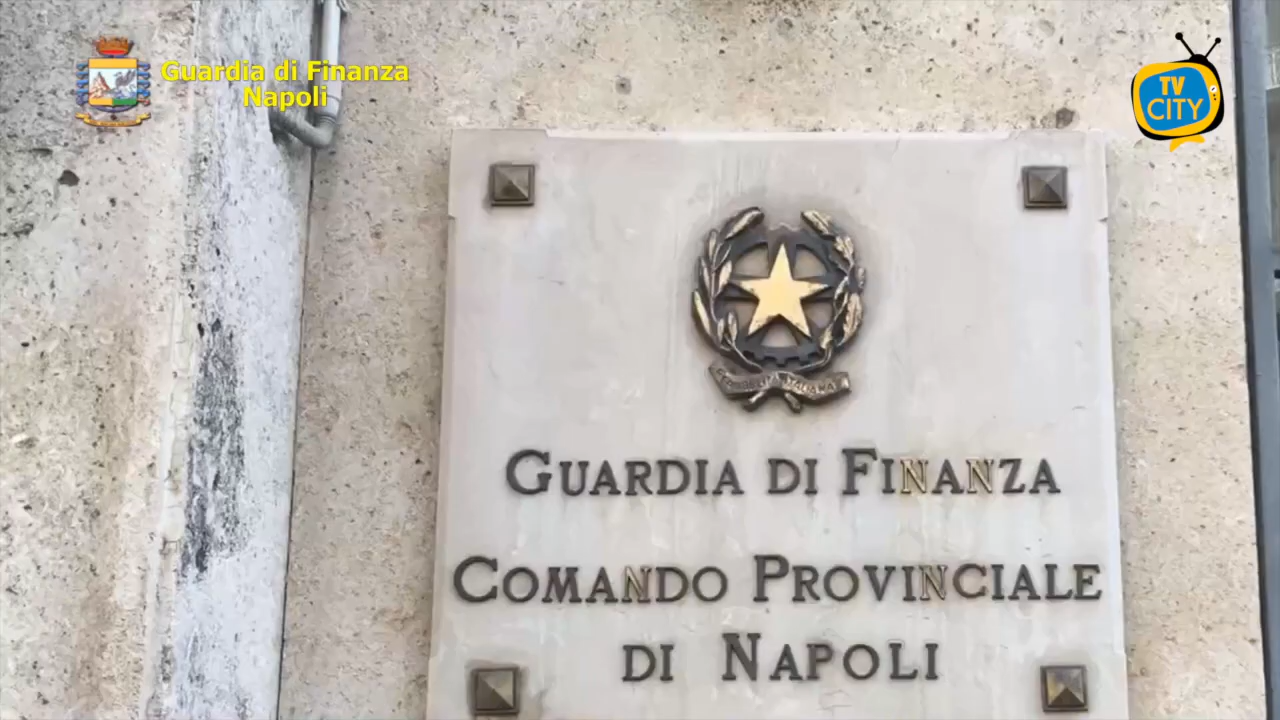 Guardia di Finanza
Napoli
TV
CITY
REPUBBLICA ITALIANA
GUARDIA DI FINANZA
COMANDO PROVINCIALE
DI NAPOLI